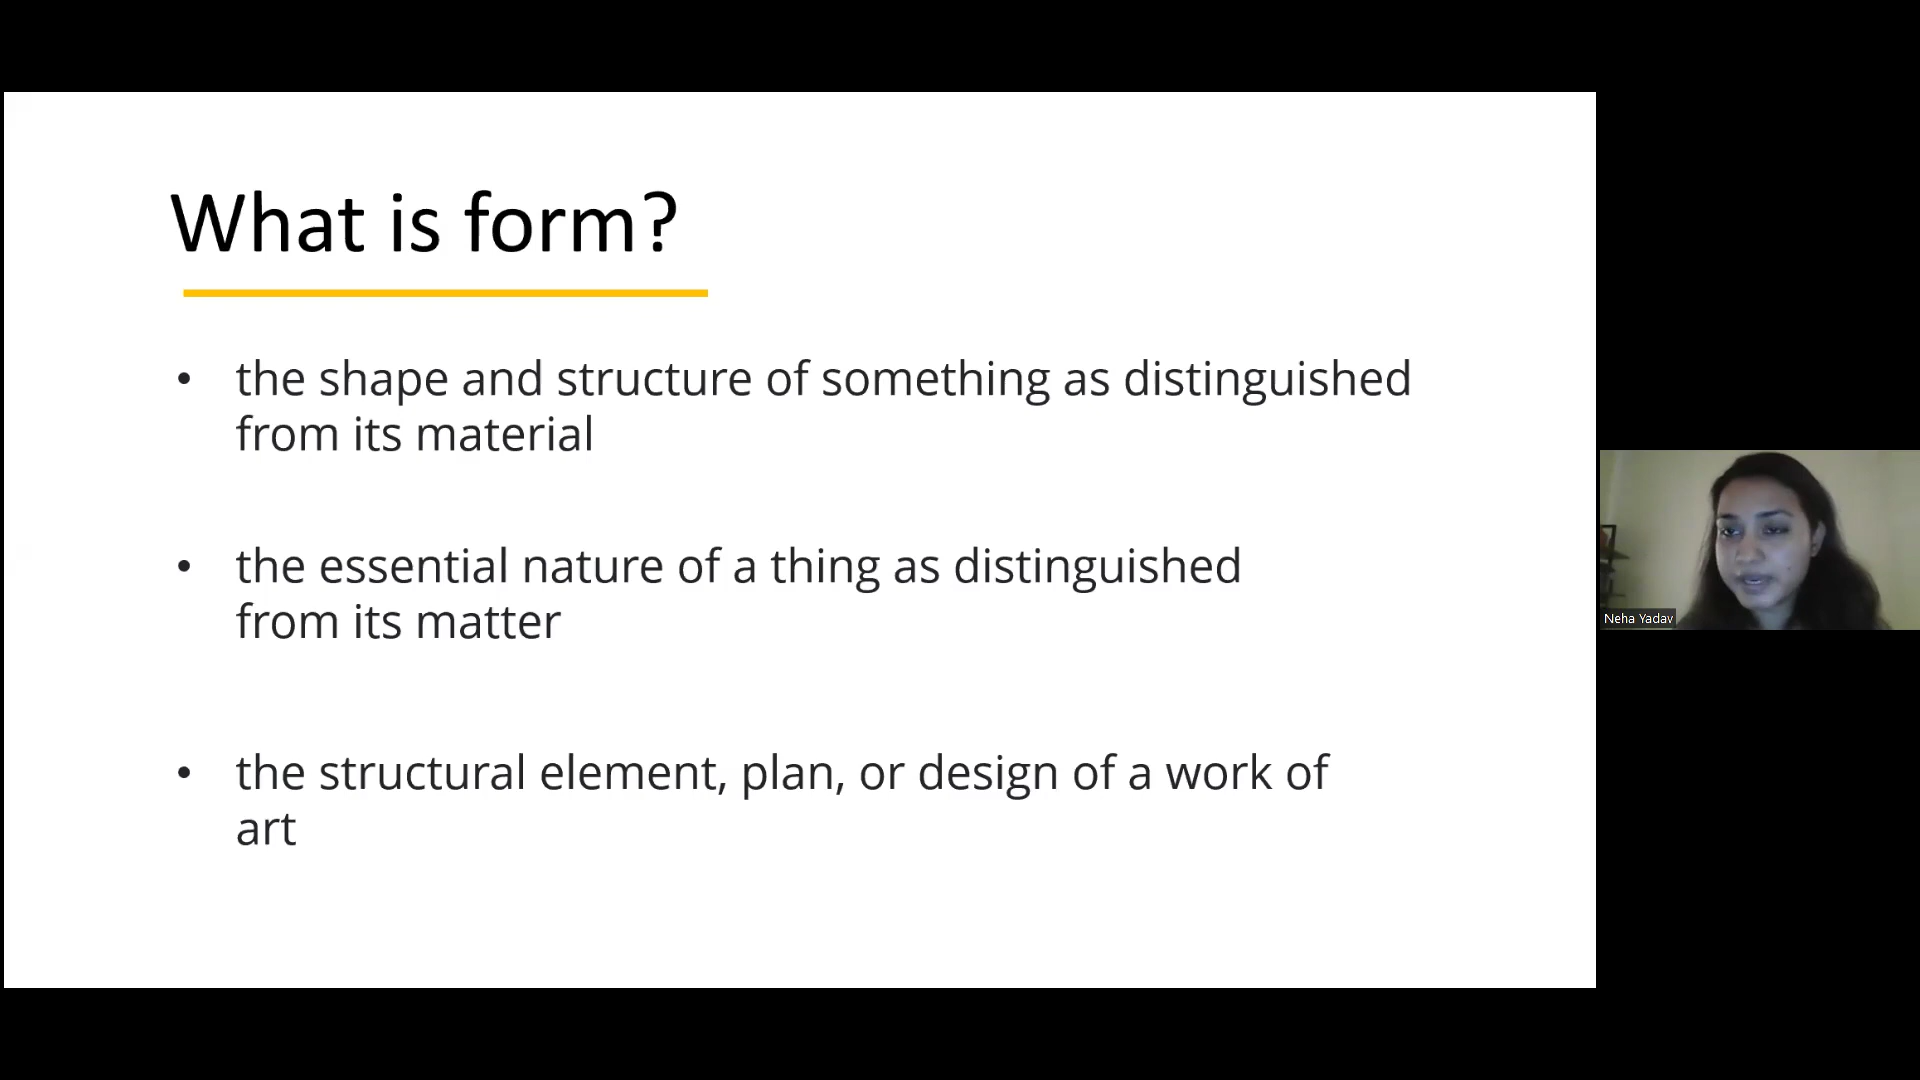 What is form?
• the shape and structure of something as distinguished
from its material
• the essential nature of a thing as distinguished
from its matter
• the structural element, plan, or design of a work of
art
Neha Yadav